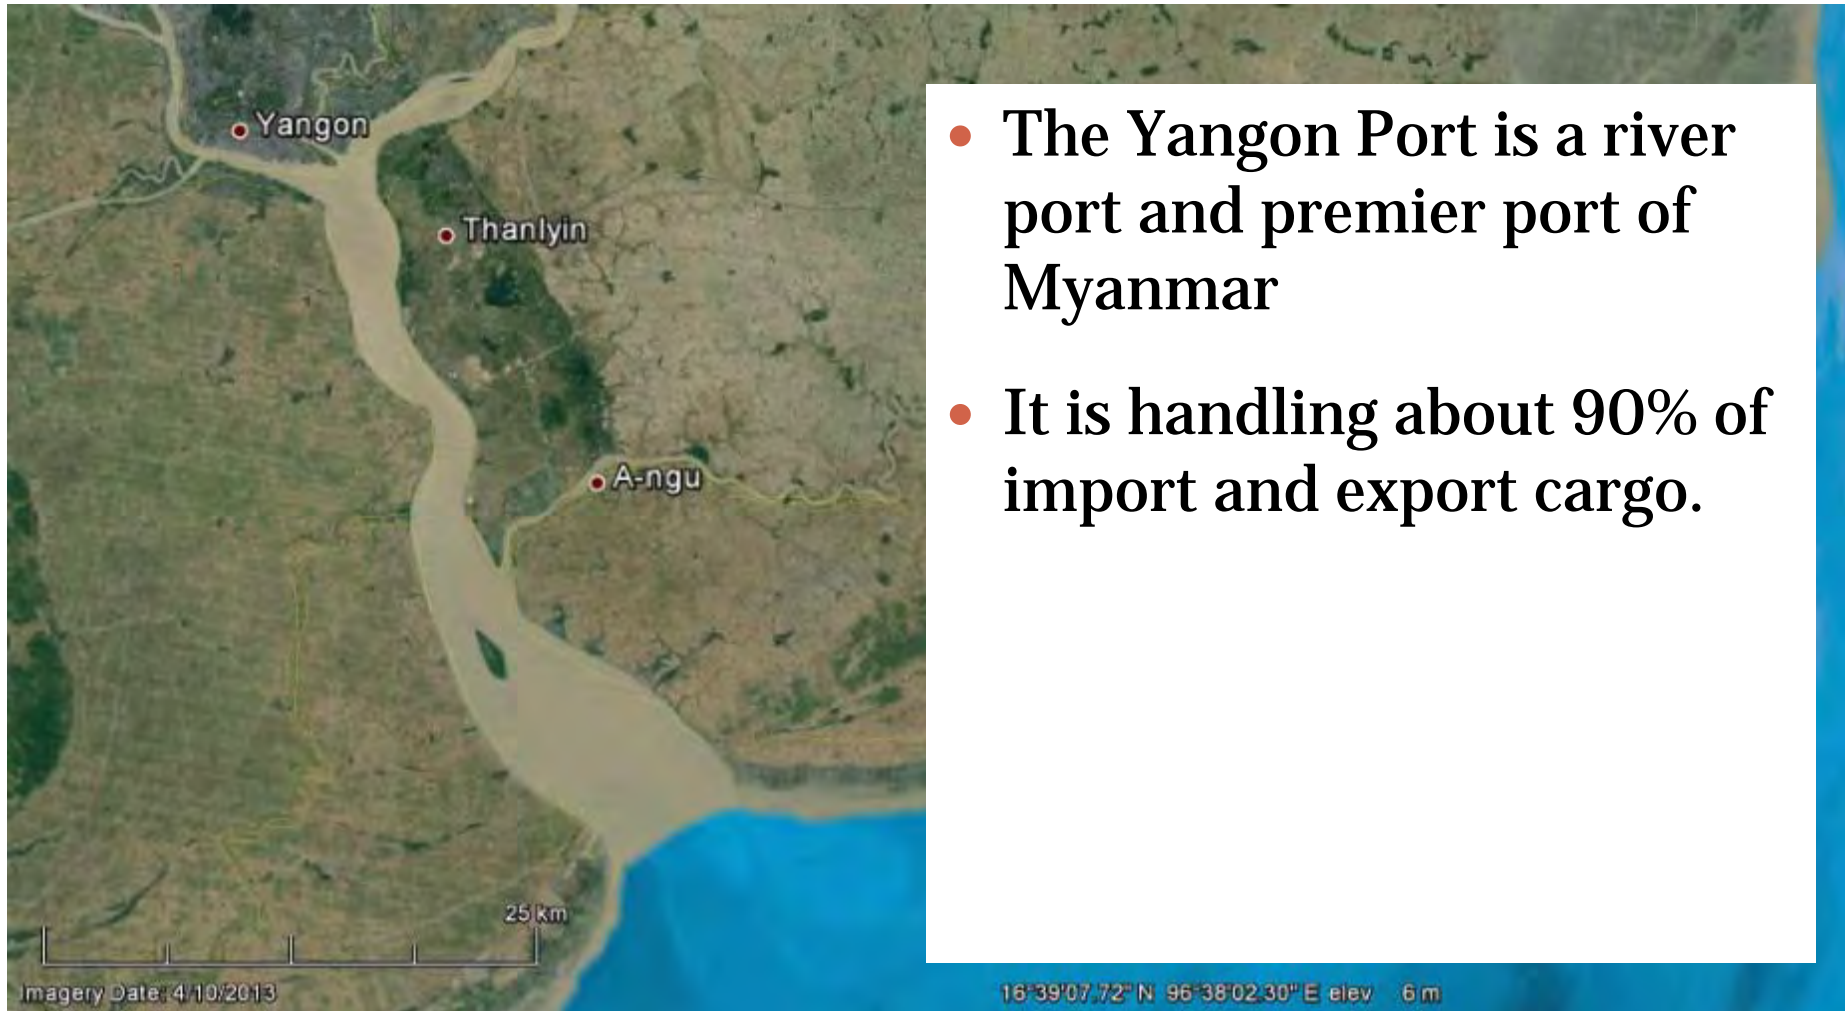 Yangon
Thanlyin
A-ngu
25 km
Imagery Date: 4/10/2013
16°39'07.72" N 96°38'02.30" E elev 6 m
• The Yangon Port is a river
port and premier port of
Myanmar
• It is handling about 90% of
import and export cargo.